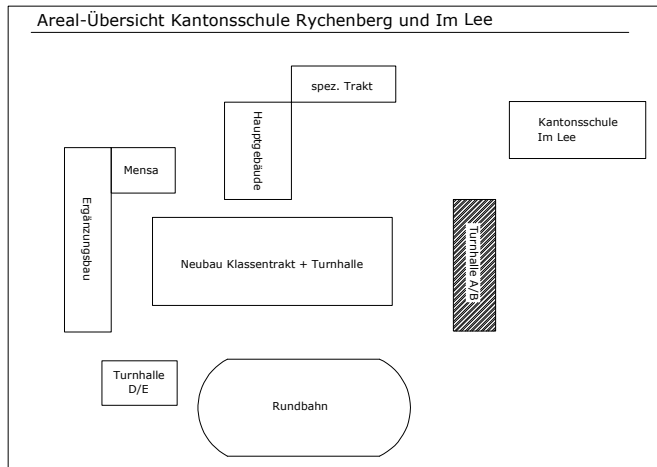 Areal-Übersicht Kantonsschule Rychenberg und Im Lee
spez. Trakt
Hauptgebäude
Kantonsschule
Im Lee
Mensa
Ergänzungsbau
Neubau Klassentrakt + Turnhalle
Turnhalle A/B
Turnhalle
D/E
Rundbahn